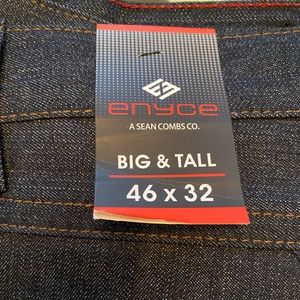 enyce
A SEAN COMBS CO.
BIG & TALL
46 x 32